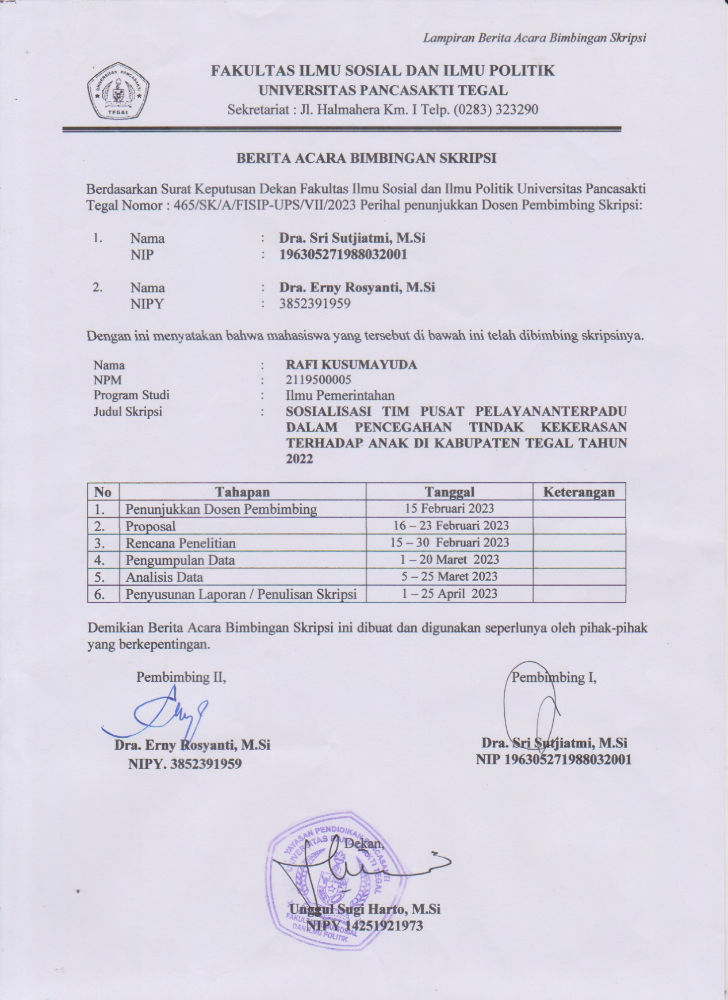 Lampiran Berita Acara Bimbingan Skripsi
UNIVERSITAS PANCASAKTI
TEGAL
FAKULTAS ILMU SOSIAL DAN ILMU POLITIK
UNIVERSITAS PANCASAKTI TEGAL
Sekretariat : Jl. Halmahera Km. I Telp. (0283) 323290
BERITA ACARA BIMBINGAN SKRIPSI
Berdasarkan Surat Keputusan Dekan Fakultas Ilmu Sosial dan Ilmu Politik Universitas Pancasakti
Tegal Nomor : 465/SK/A/FISIP-UPS/VII/2023 Perihal penunjukkan Dosen Pembimbing Skripsi:
1. Nama : Dra. Sri Sutjiatmi, M.Si
NIP : 196305271988032001
2. Nama : Dra. Erny Rosyanti, M.Si
NIPY : 3852391959
Dengan ini menyatakan bahwa mahasiswa yang tersebut di bawah ini telah dibimbing skripsinya.
Nama : RAFI KUSUMAYUDA
NPM : 2119500005
Program Studi : Ilmu Pemerintahan
Judul Skripsi : SOSIALISASI TIM PUSAT PELAYANANTERPADU
DALAM PENCEGAHAN TINDAK KEKERASAN
TERHADAP ANAK DI KABUPATEN TEGAL TAHUN
2022
No Tahapan Tanggal Keterangan
1. Penunjukkan Dosen Pembimbing 15 Februari 2023
2. Proposal 16 – 23 Februari 2023
3. Rencana Penelitian 15 – 30 Februari 2023
4. Pengumpulan Data 1 – 20 Maret 2023
5. Analisis Data 5 – 25 Maret 2023
6. Penyusunan Laporan / Penulisan Skripsi 1 – 25 April 2023
Demikian Berita Acara Bimbingan Skripsi ini dibuat dan digunakan seperlunya oleh pihak-pihak
yang berkepentingan.
Pembimbing II, Pembimbing I,
Dra. Erny Rosyanti, M.Si Dra. Sri Sutjiatmi, M.Si
NIPY. 3852391959 NIP 196305271988032001
YAYASAN PENDIDIKAN PANCASAKTI
UNIVERSITAS PANCASAKTI TEGAL
Dekan,
Unggul Sugi Harto, M.Si
NIPY 14251921973
FAKULTAS ILMU SOSIAL
DAN ILMU POLITIK